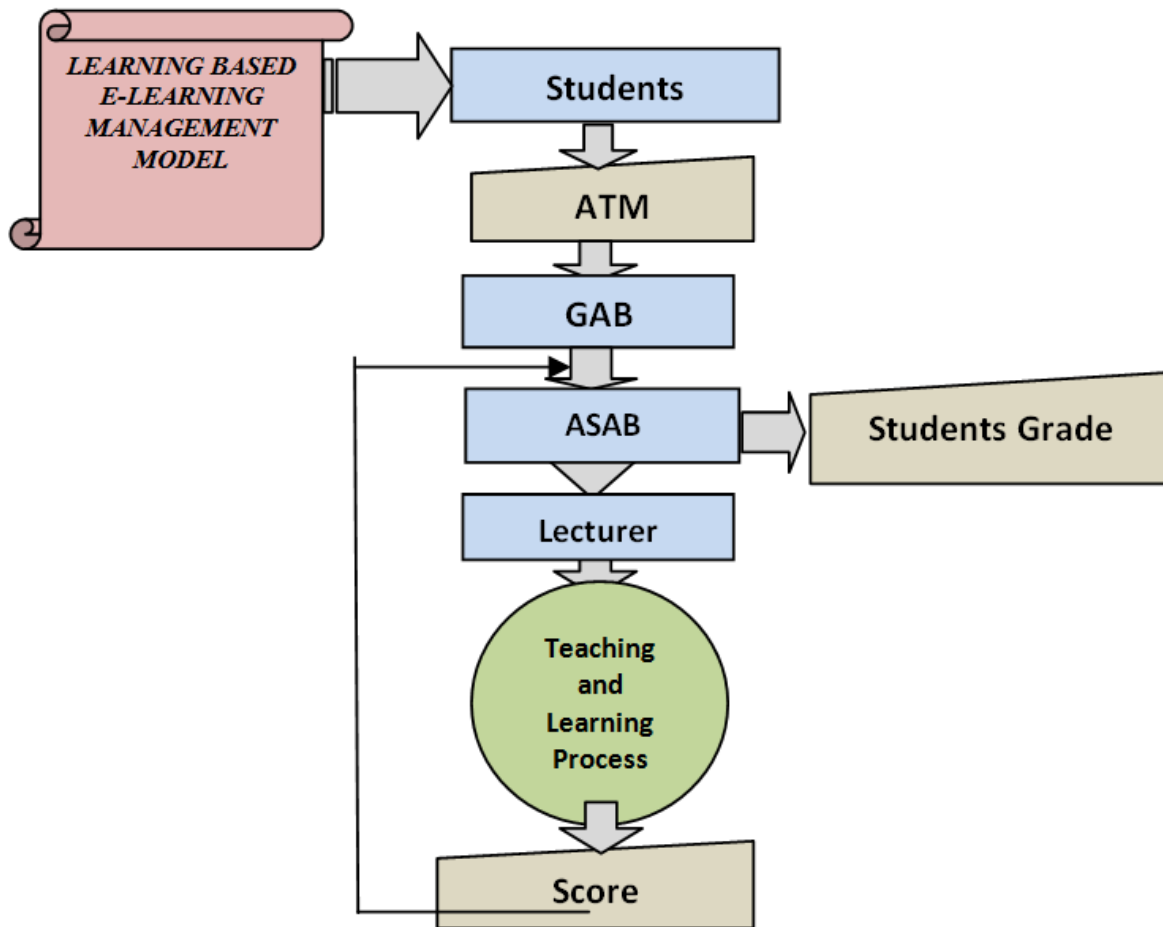 LEARNING BASED
E-LEARNING
MANAGEMENT
MODEL
Students
ATM
GAB
ASAB
Students Grade
Lecturer
Teaching
and
Learning
Process
Score